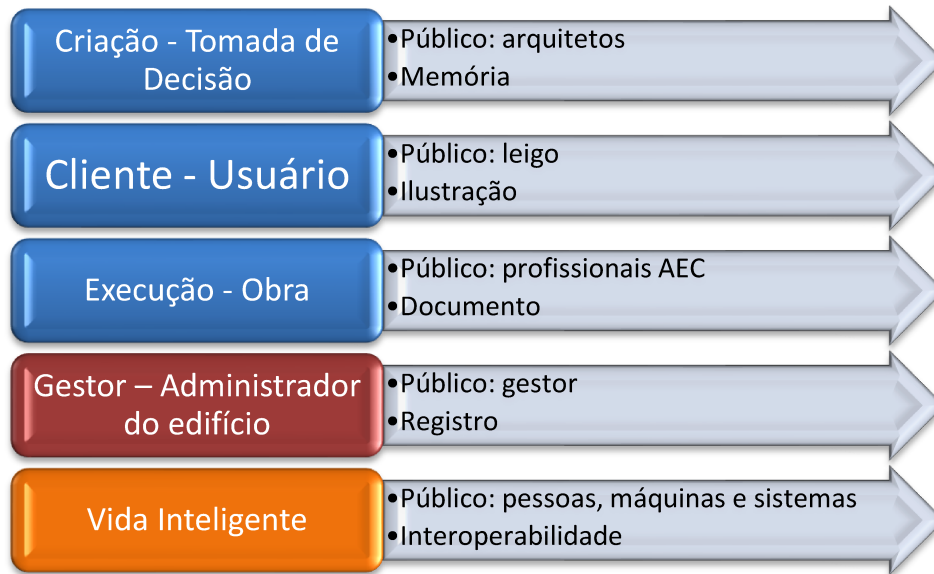 Criação - Tomada de
Decisão
•Público: arquitetos
•Memória
Cliente - Usuário
•Público: leigo
•Ilustração
Execução - Obra
•Público: profissionais AEC
•Documento
Gestor – Administrador
do edifício
•Público: gestor
•Registro
Vida Inteligente
•Público: pessoas, máquinas e sistemas
•Interoperabilidade